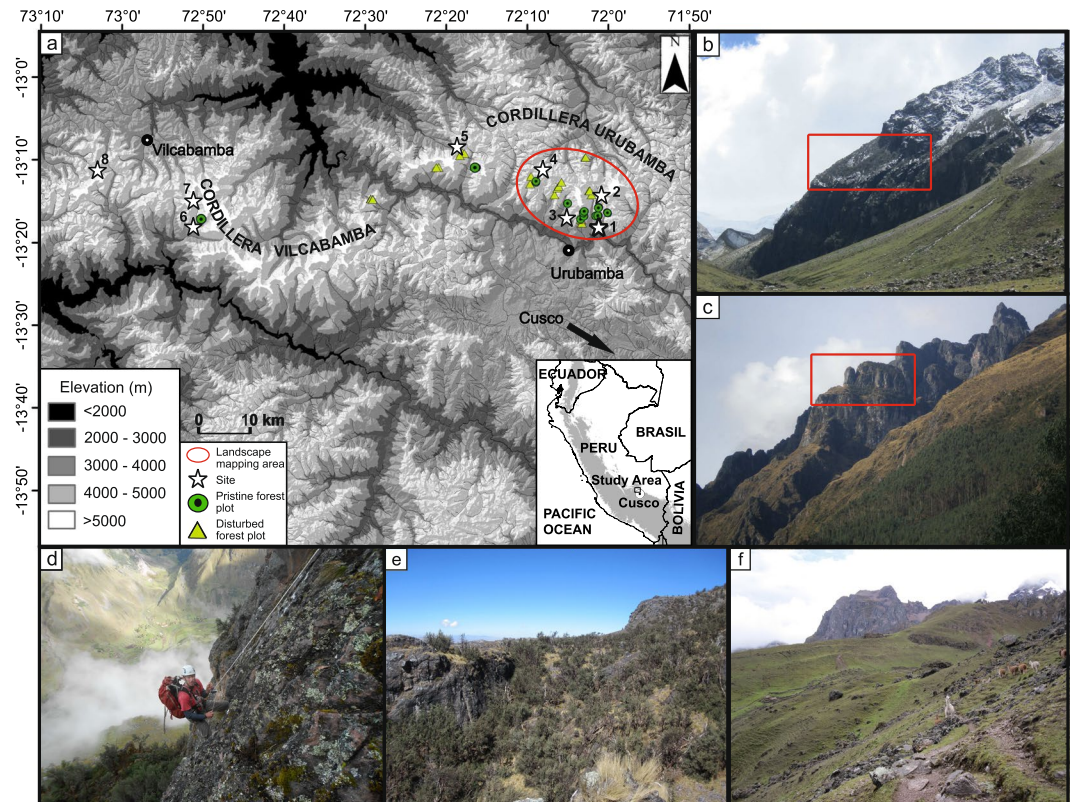 73°10' 73°0' 72°50' 72°40' 72°30' 72°20' 72°10' 72°0' 71°50'
a
N
b
-13°0'
-13°10'
-13°20'
-13°30'
-13°40'
-13°50'
CORDILLERA URUBAMBA
Vilcabamba
8
7
6
5
4
3
2
1
CORDILLERA VILCABAMBA
Urubamba
Cusco
Elevation (m)
<2000
2000 - 3000
3000 - 4000
4000 - 5000
>5000
0 10 km
Landscape
mapping area
Site
Pristine forest
plot
Disturbed
forest plot
ECUADOR
PERU
BRASIL
Study Area
Cusco
BOLIVIA
PACIFIC
OCEAN
c
d
e
f